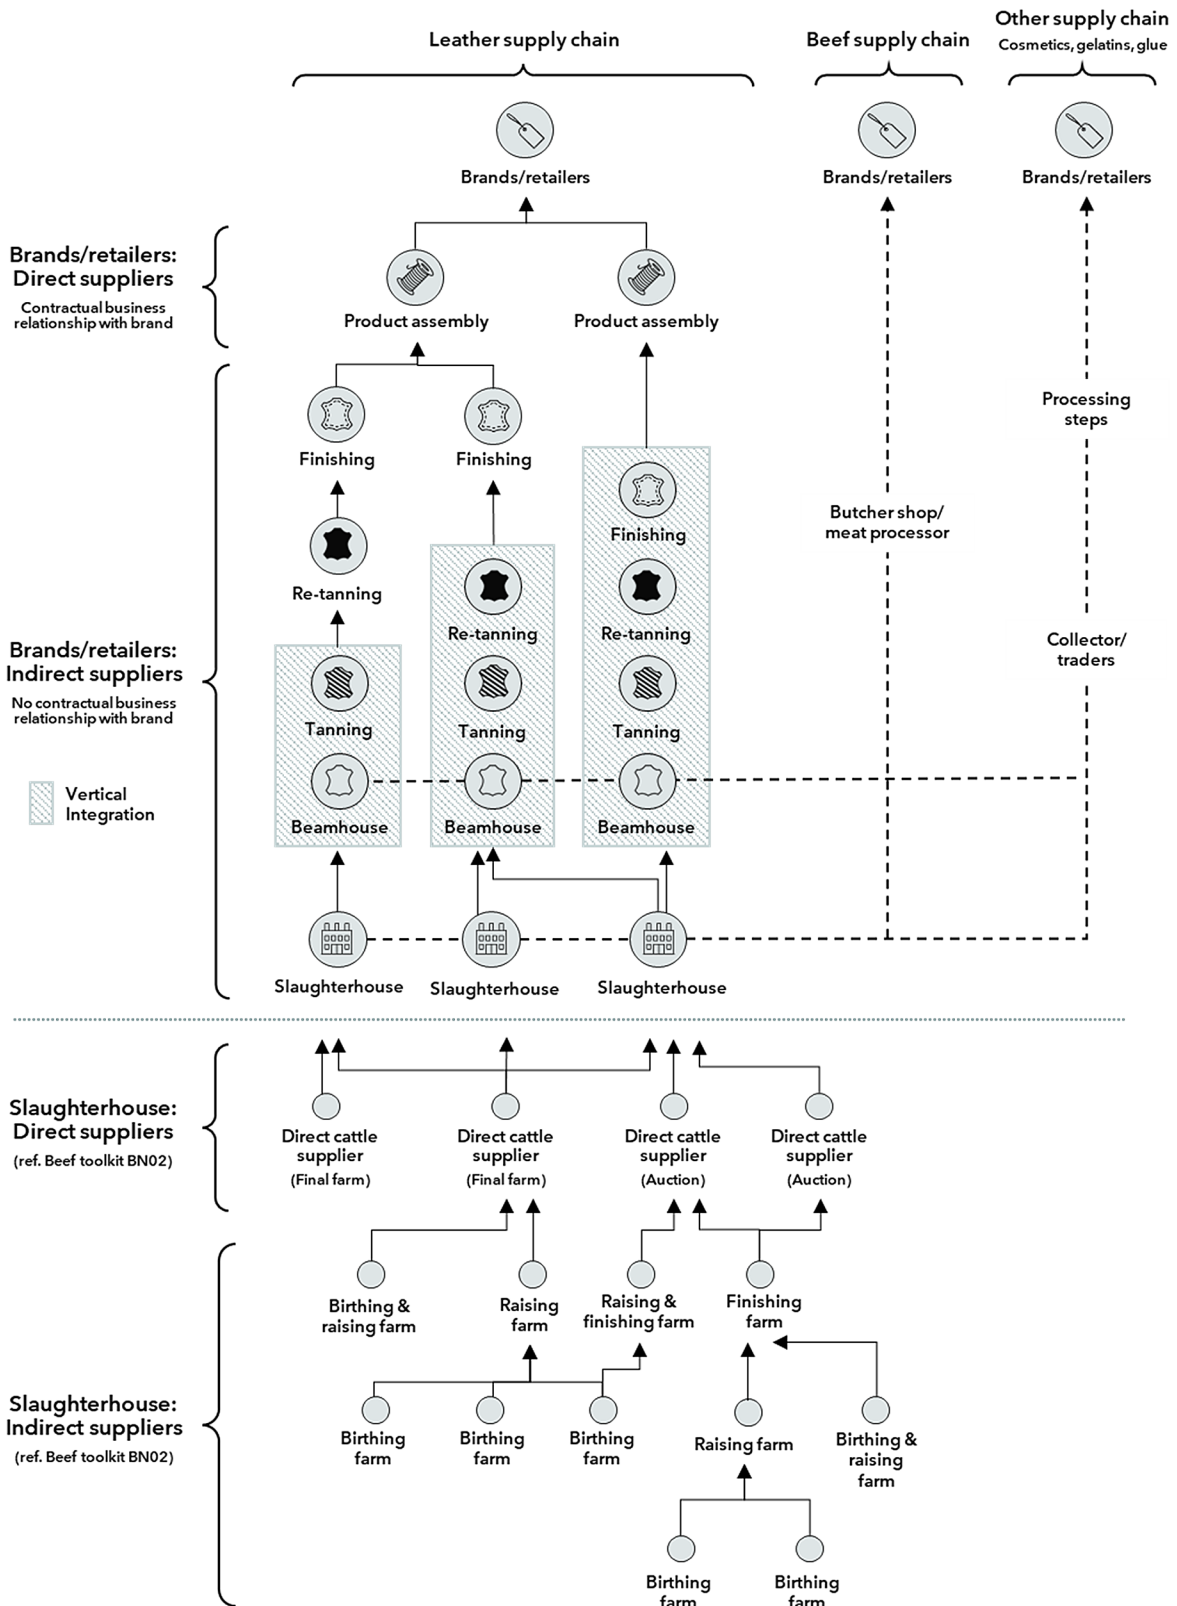 Leather supply chain
Beef supply chain
Other supply chain
Cosmetics, gelatins, glue
Brands/retailers
Brands/retailers
Brands/retailers
Brands/retailers:
Direct suppliers
Contractual business
relationship with brand
Product assembly
Product assembly
Finishing
Finishing
Finishing
Processing
steps
Butcher shop/
meat processor
Re-tanning
Re-tanning
Re-tanning
Brands/retailers:
Indirect suppliers
No contractual business
relationship with brand
Collector/
traders
Tanning
Tanning
Tanning
Vertical
Integration
Beamhouse
Beamhouse
Beamhouse
Slaughterhouse
Slaughterhouse
Slaughterhouse
Slaughterhouse:
Direct suppliers
(ref. Beef toolkit BN02)
Direct cattle
supplier
(Final farm)
Direct cattle
supplier
(Final farm)
Direct cattle
supplier
(Auction)
Direct cattle
supplier
(Auction)
Birthing &
raising farm
Raising
farm
Raising &
finishing farm
Finishing
farm
Slaughterhouse:
Indirect suppliers
(ref. Beef toolkit BN02)
Birthing
farm
Birthing
farm
Birthing
farm
Raising farm
Birthing &
raising
farm
Birthing
farm
Birthing
farm